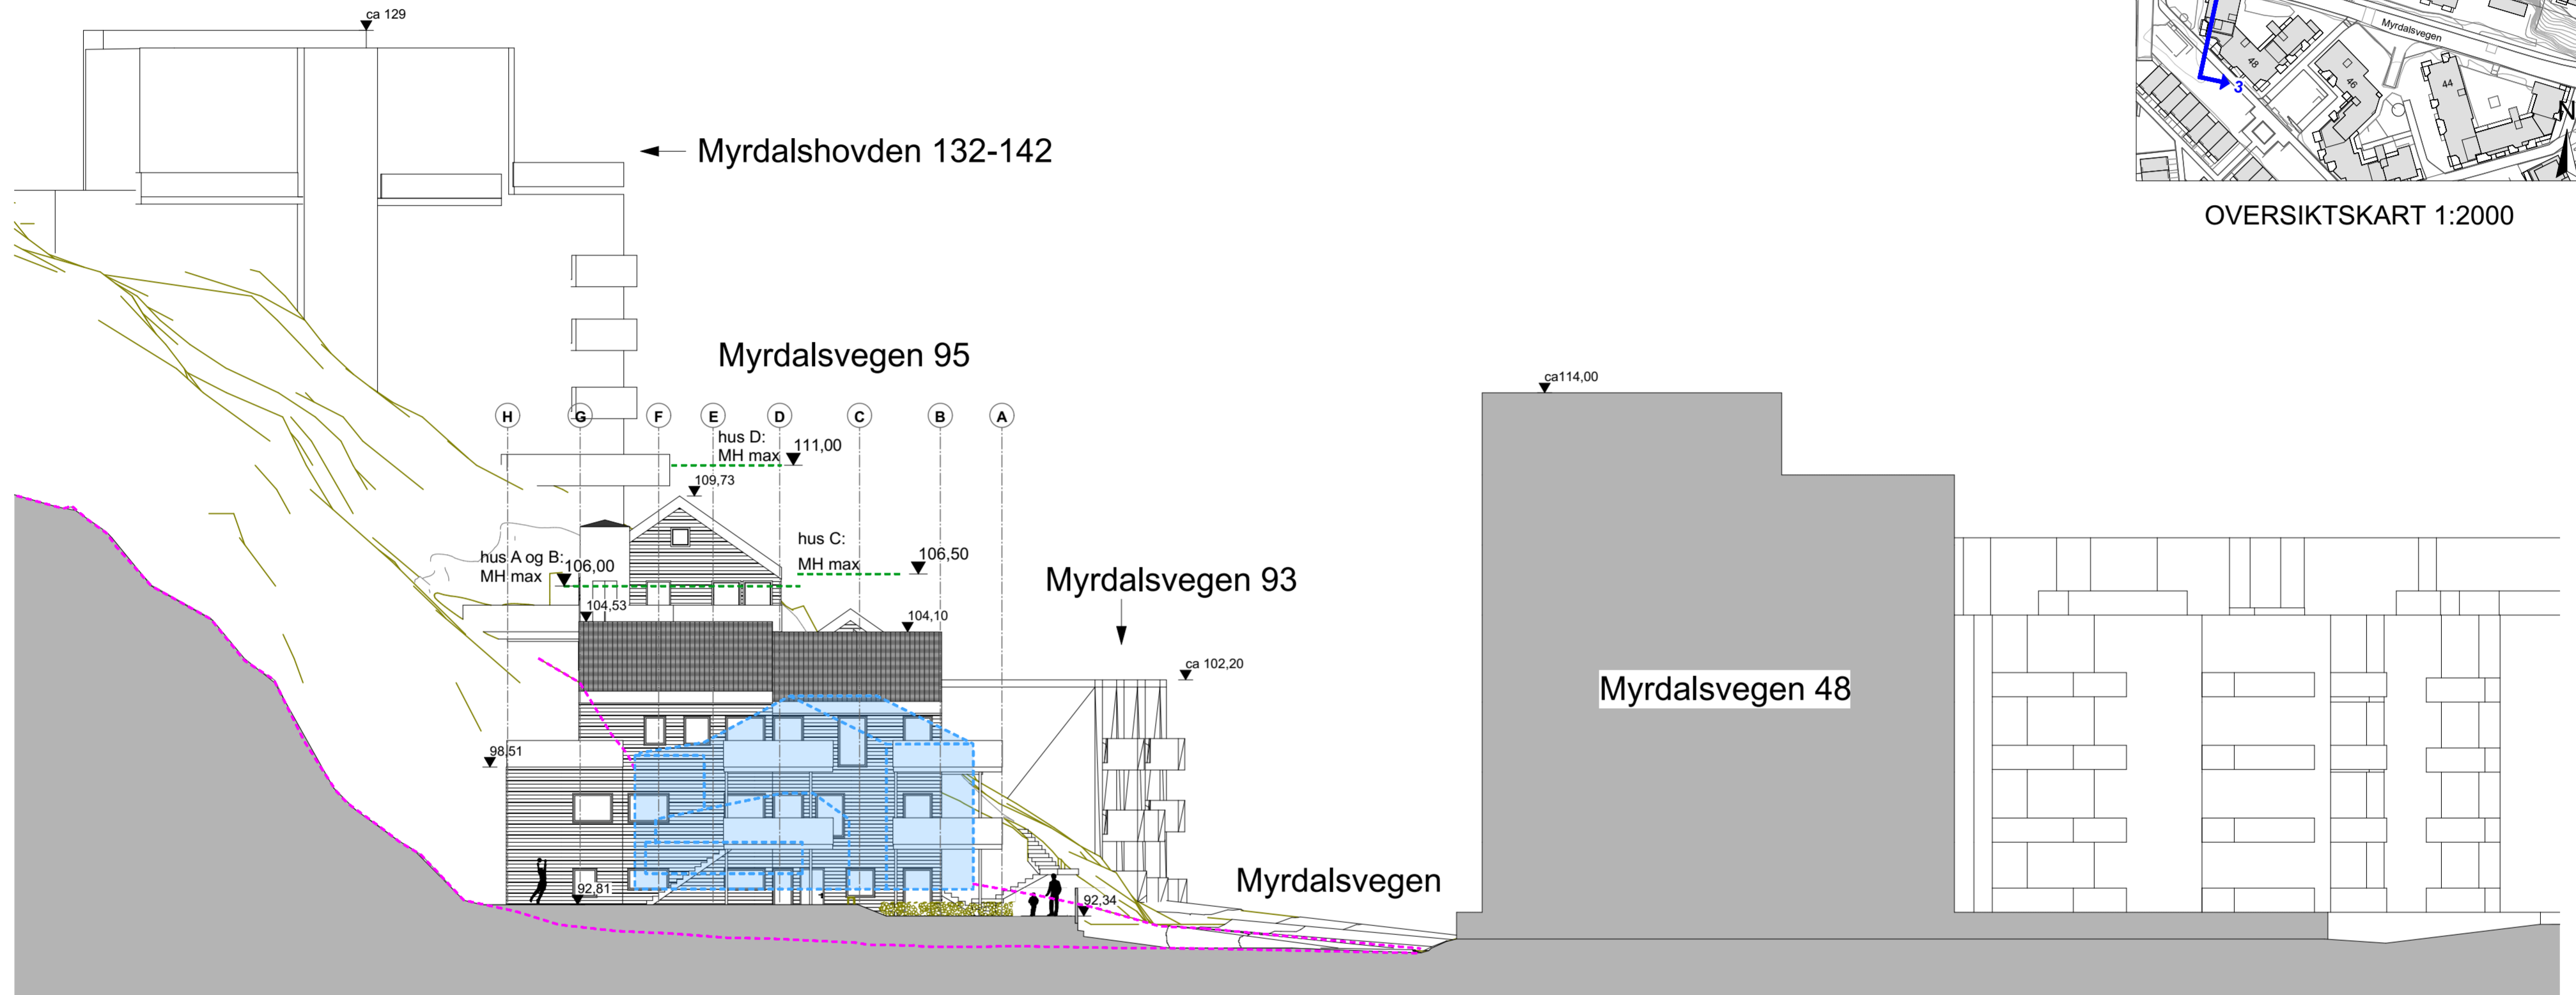 ca 129
Myrdalsvegen
48
46
44
3
N
OVERSIKTSKART 1:2000
Myrdalshovden 132-142
Myrdalsvegen 95
ca114,00
H G F E D C B A
hus D:
MH max 111,00
109,73
hus C:
MH max 106,50
hus A og B:
MH max 106,00
Myrdalsvegen 93
104,53
104,10
ca 102,20
Myrdalsvegen 48
98,51
Myrdalsvegen
92,81
92,34